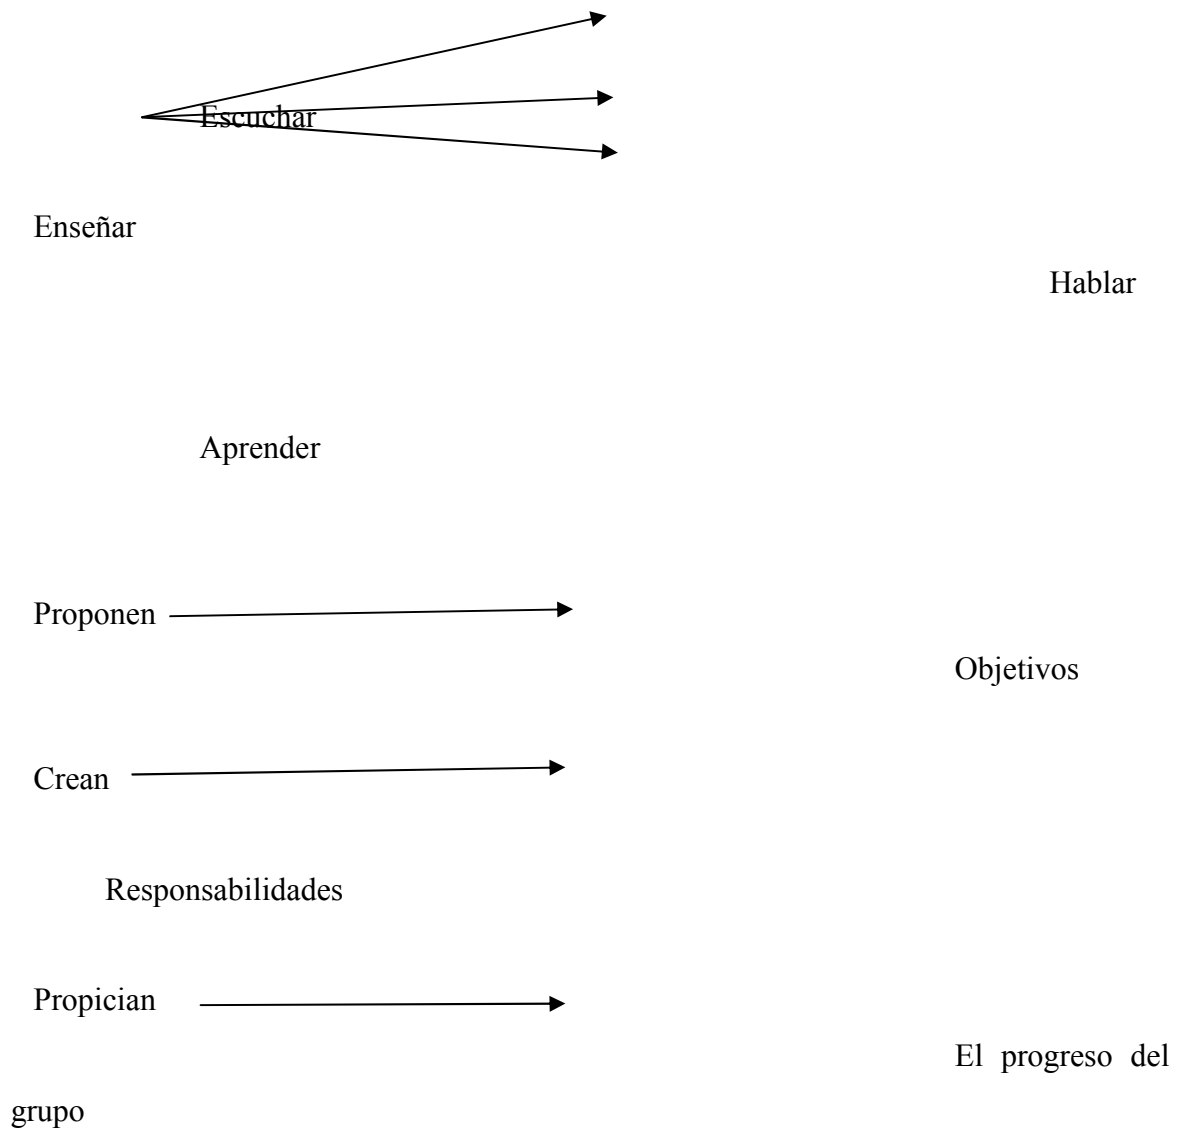 Escuchar
Enseñar
Hablar
Aprender
Proponen
Objetivos
Crean
Responsabilidades
Propician
El progreso del
grupo